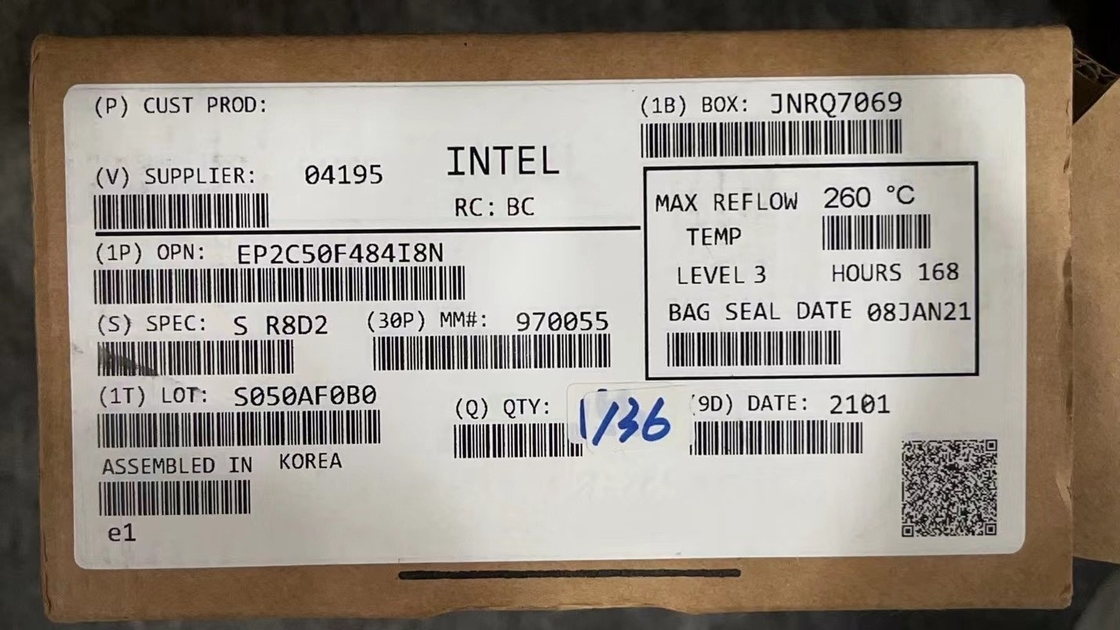 (P) CUST PROD:
(1B) BOX: JNRQ7069
INTEL
(V) SUPPLIER: 04195
RC: BC
MAX REFLOW 260 °C
TEMP
LEVEL 3 HOURS 168
BAG SEAL DATE 08JAN21
(1P) OPN: EP2C50F484I8N
(S) SPEC: S R8D2 (30P) MM#: 970055
(1T) LOT: S050AF0B0
(Q) QTY: 1/36
(9D) DATE: 2101
ASSEMBLED IN KOREA
e1